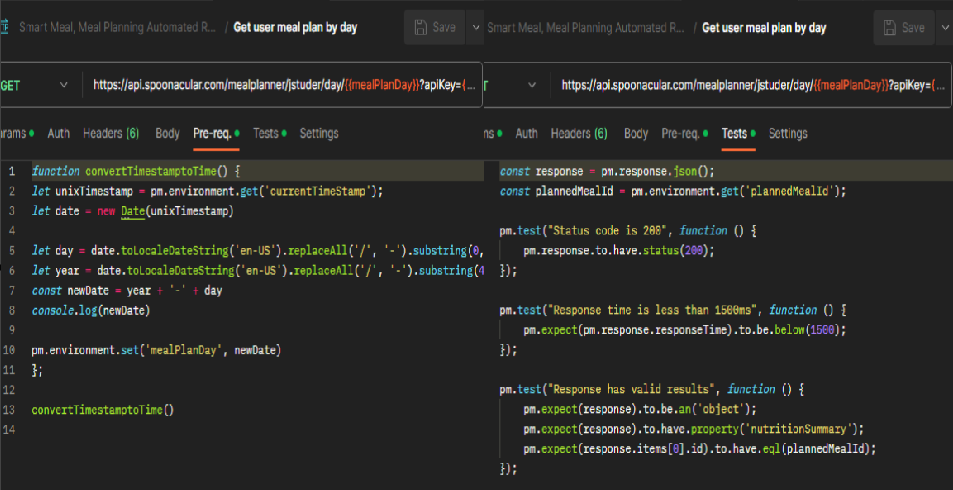 Smart Meal, Meal Planning Automated R... / Get user meal plan by day Save
GET https://api.spoonacular.com/mealplanner/jstuder/day/{{mealPlanDay}}?apiKey={...
rams Auth Headers (6) Body Pre-req. Tests Settings
1 function convertTimestamptoTime() {
2 let unixTimestamp = pm.environment.get('currentTimeStamp');
3 let date = new Date(unixTimestamp)
4
5 let day = date.toLocaleDateString('en-US').replaceAll('/', '-').substring(0,
6 let year = date.toLocaleDateString('en-US').replaceAll('/', '-').substring(4
7 const newDate = year + '-' + day
8 console.log(newDate)
9
10 pm.environment.set('mealPlanDay', newDate)
11 };
12
13 convertTimestamptoTime()
14
Smart Meal, Meal Planning Automated R... / Get user meal plan by day Save
T https://api.spoonacular.com/mealplanner/jstuder/day/{{mealPlanDay}}?apiKey={...
ns Auth Headers (6) Body Pre-req. Tests Settings
const response = pm.response.json();
const plannedMealId = pm.environment.get('plannedMealId');
pm.test("Status code is 200", function () {
pm.response.to.have.status(200);
});
pm.test("Response time is less than 1500ms", function () {
pm.expect(pm.response.responseTime).to.be.below(1500);
});
pm.test("Response has valid results", function () {
pm.expect(response).to.be.an('object');
pm.expect(response).to.have.property('nutritionSummary');
pm.expect(response.items[0].id).to.have.eql(plannedMealId);
});